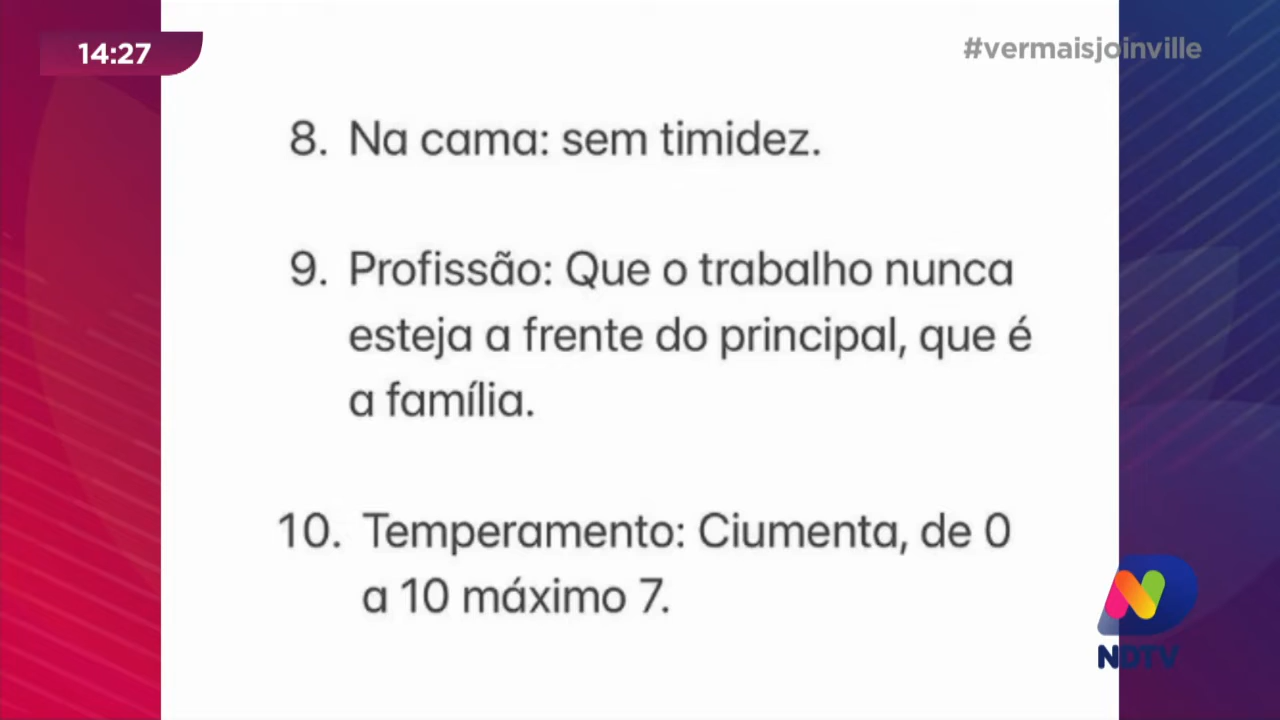 14:27
#vermaisjoinville
8. Na cama: sem timidez.
9. Profissão: Que o trabalho nunca
esteja a frente do principal, que é
a família.
10. Temperamento: Ciumenta, de 0
a 10 máximo 7.
NDTV